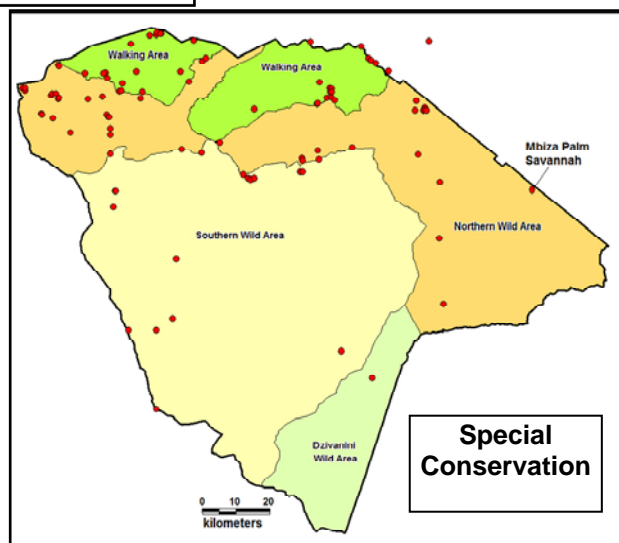 Walking Area
Walking Area
Mbiza Palm
Savannah
Southern Wild Area
Northern Wild Area
Dzivanini
Wild Area
Special
Conservation
0 10 20
kilometers